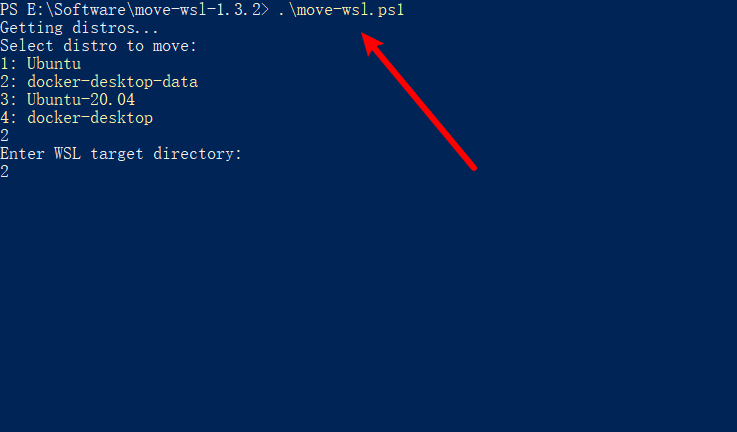 PS E:\Software\move-wsl-1.3.2> .\move-wsl.ps1
Getting distros...
Select distro to move:
1: Ubuntu
2: docker-desktop-data
3: Ubuntu-20.04
4: docker-desktop
2
Enter WSL target directory:
2